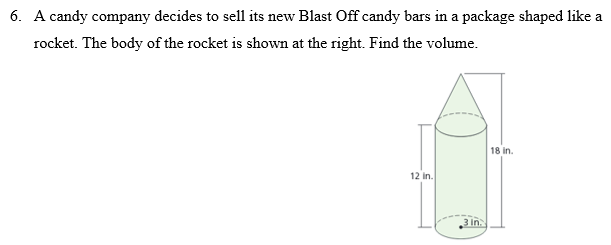 6. A candy company decides to sell its new Blast Off candy bars in a package shaped like a
rocket. The body of the rocket is shown at the right. Find the volume.
18 in.
12 in.
3 in.